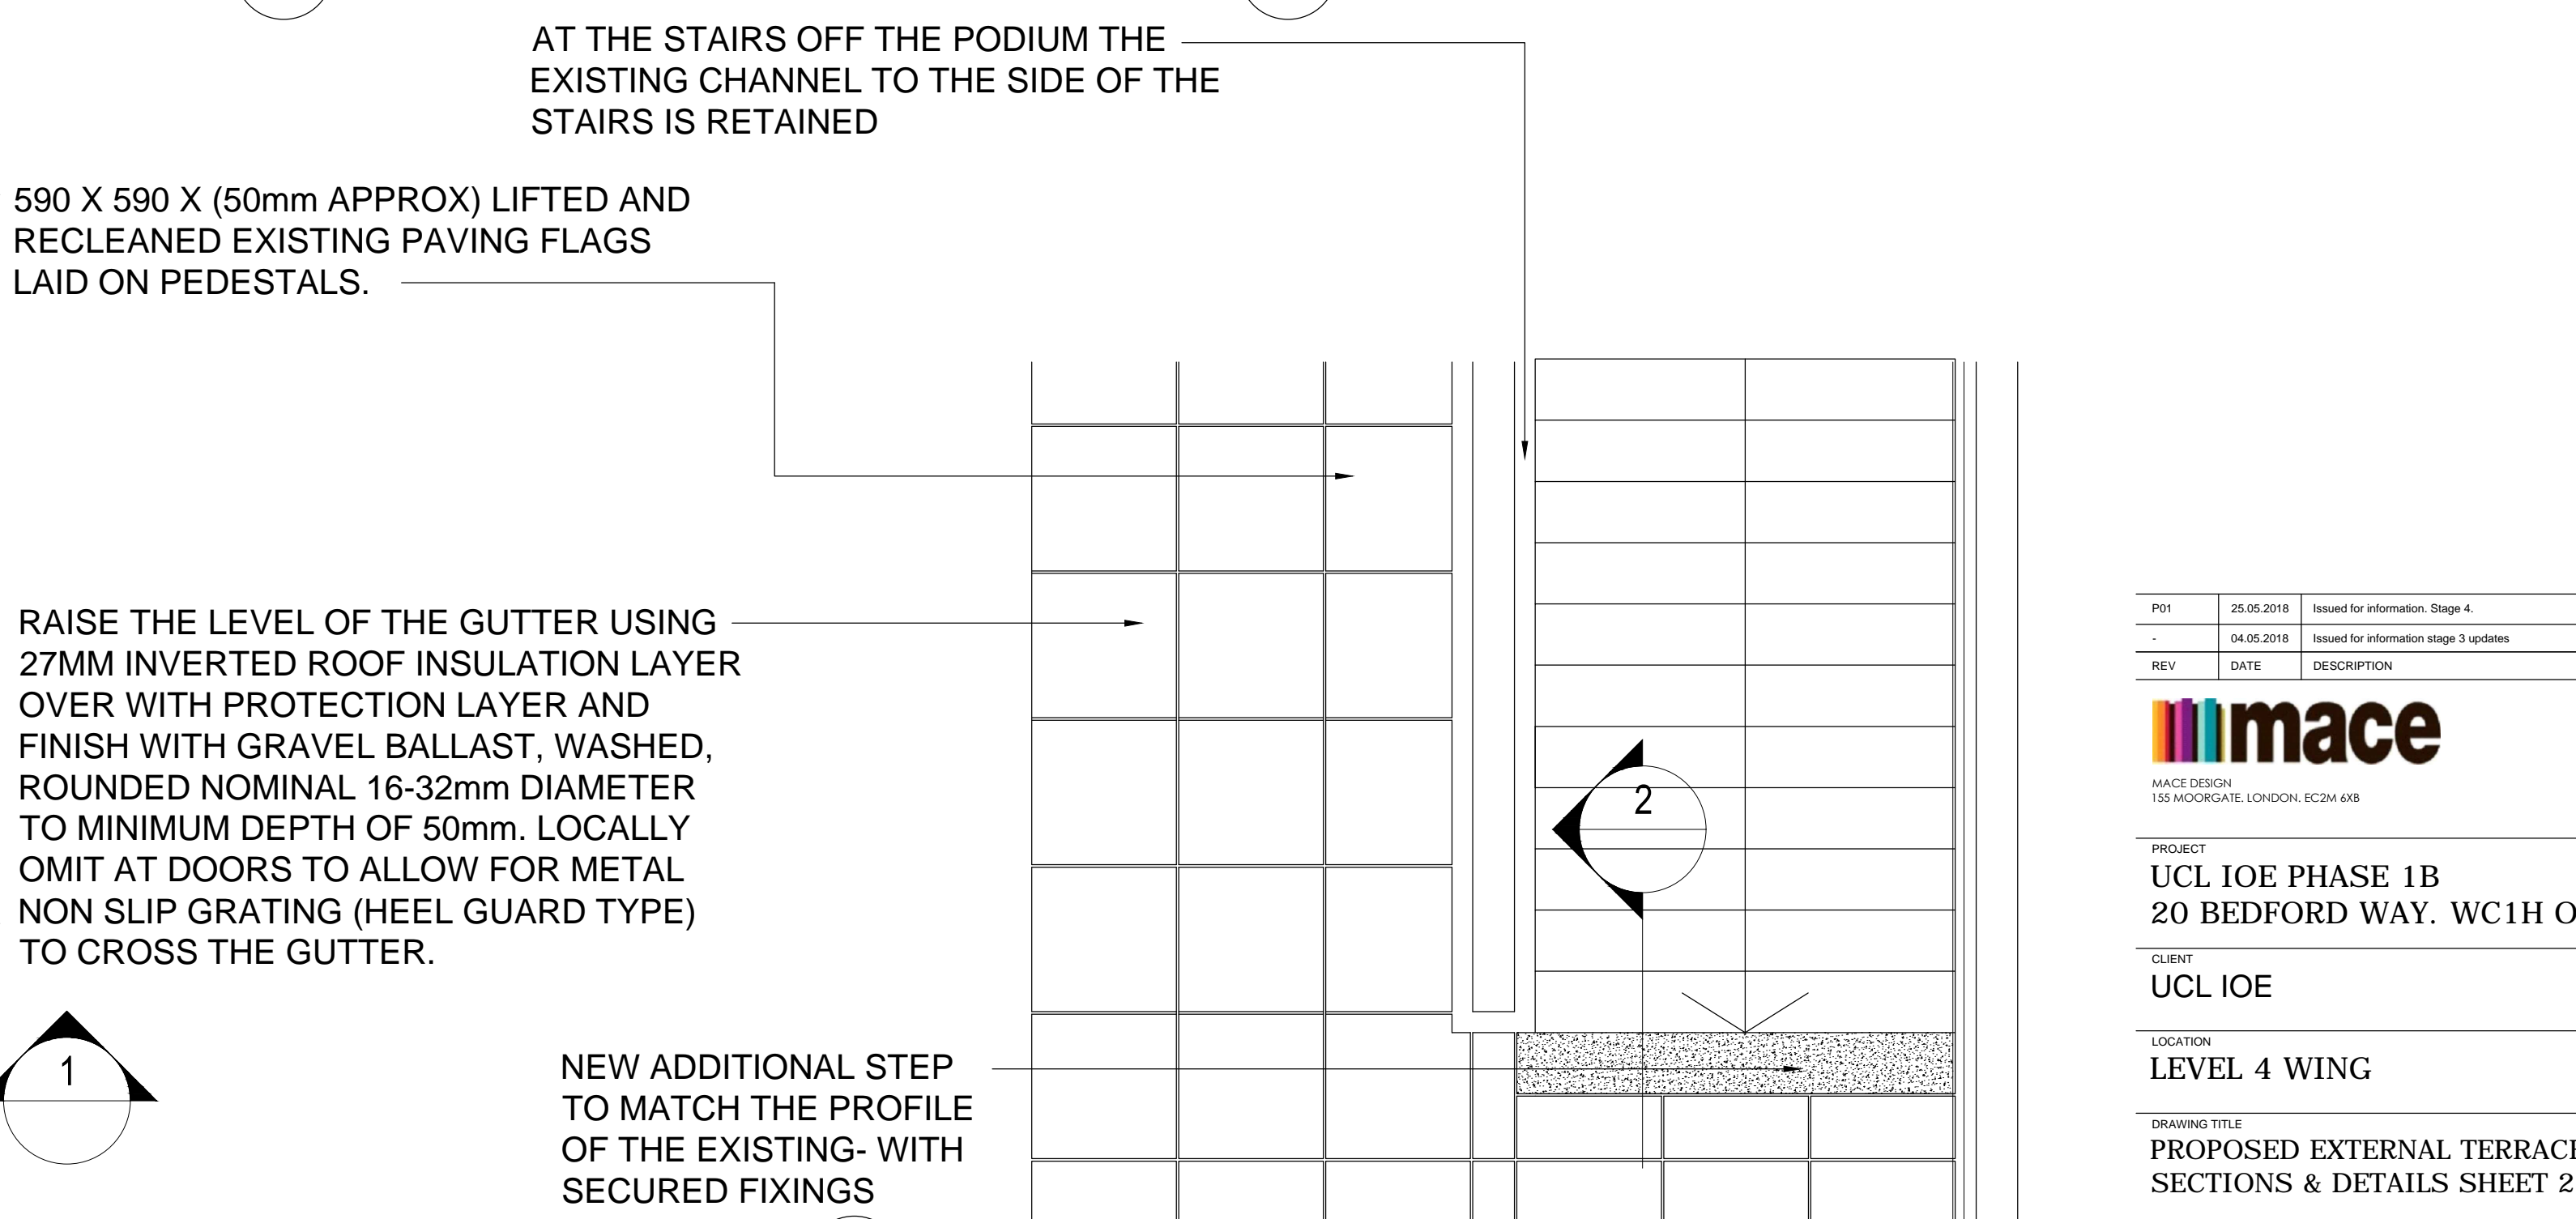 AT THE STAIRS OFF THE PODIUM THE
EXISTING CHANNEL TO THE SIDE OF THE
STAIRS IS RETAINED
590 X 590 X (50mm APPROX) LIFTED AND
RECLEANED EXISTING PAVING FLAGS
LAID ON PEDESTALS.
RAISE THE LEVEL OF THE GUTTER USING
27MM INVERTED ROOF INSULATION LAYER
OVER WITH PROTECTION LAYER AND
FINISH WITH GRAVEL BALLAST, WASHED,
ROUNDED NOMINAL 16-32mm DIAMETER
TO MINIMUM DEPTH OF 50mm. LOCALLY
OMIT AT DOORS TO ALLOW FOR METAL
NON SLIP GRATING (HEEL GUARD TYPE)
TO CROSS THE GUTTER.
1
NEW ADDITIONAL STEP
TO MATCH THE PROFILE
OF THE EXISTING- WITH
SECURED FIXINGS
2
P01 25.05.2018 Issued for information. Stage 4.
- 04.05.2018 Issued for information stage 3 updates
REV DATE DESCRIPTION
mace
MACE DESIGN
155 MOORGATE. LONDON. EC2M 6XB
PROJECT
UCL IOE PHASE 1B
20 BEDFORD WAY. WC1H O
CLIENT
UCL IOE
LOCATION
LEVEL 4 WING
DRAWING TITLE
PROPOSED EXTERNAL TERRACE
SECTIONS & DETAILS SHEET 2